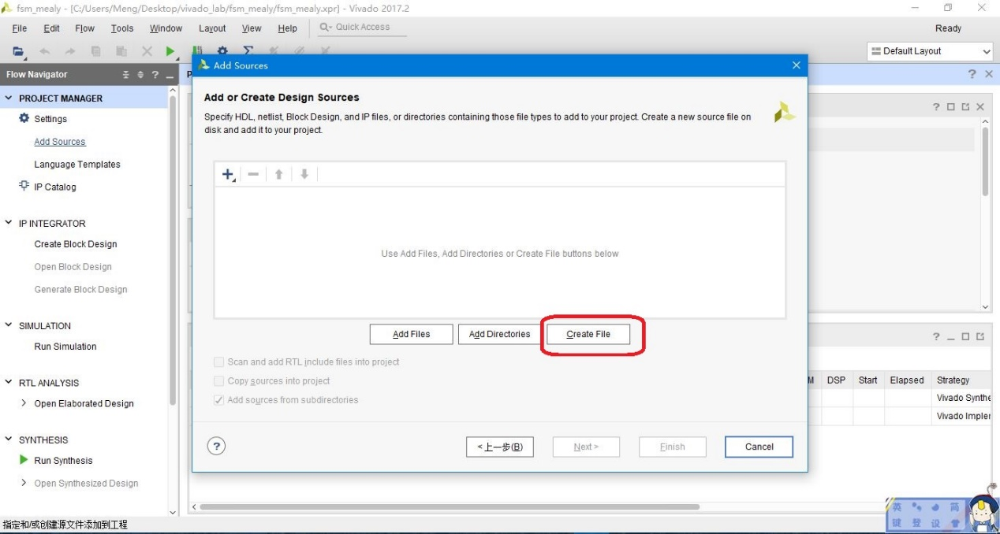 fsm_mealy - [C:/Users/Meng/Desktop/vivado_lab/fsm_mealy/fsm_mealy.xpr] - Vivado 2017.2
File Edit Flow Tools Window Layout View Help Quick Access Ready
Default Layout
Flow Navigator
PROJECT MANAGER
Settings
Add Sources
Language Templates
IP Catalog
IP INTEGRATOR
Create Block Design
Open Block Design
Generate Block Design
SIMULATION
Run Simulation
RTL ANALYSIS
Open Elaborated Design
SYNTHESIS
Run Synthesis
Open Synthesized Design
Add Sources
Add or Create Design Sources
Specify HDL, netlist, Block Design, and IP files, or directories containing those file types to add to your project. Create a new source file on
disk and add it to your project.
Use Add Files, Add Directories or Create File buttons below
Add Files Add Directories Create File
Scan and add RTL include files into project
Copy sources into project
Add sources from subdirectories
? <上一步(B) Next > Finish Cancel
M DSP Start Elapsed Strategy
Vivado Synthe
Vivado Impler
指定和/或创建源文件添加到工程
英 简
键 登 设